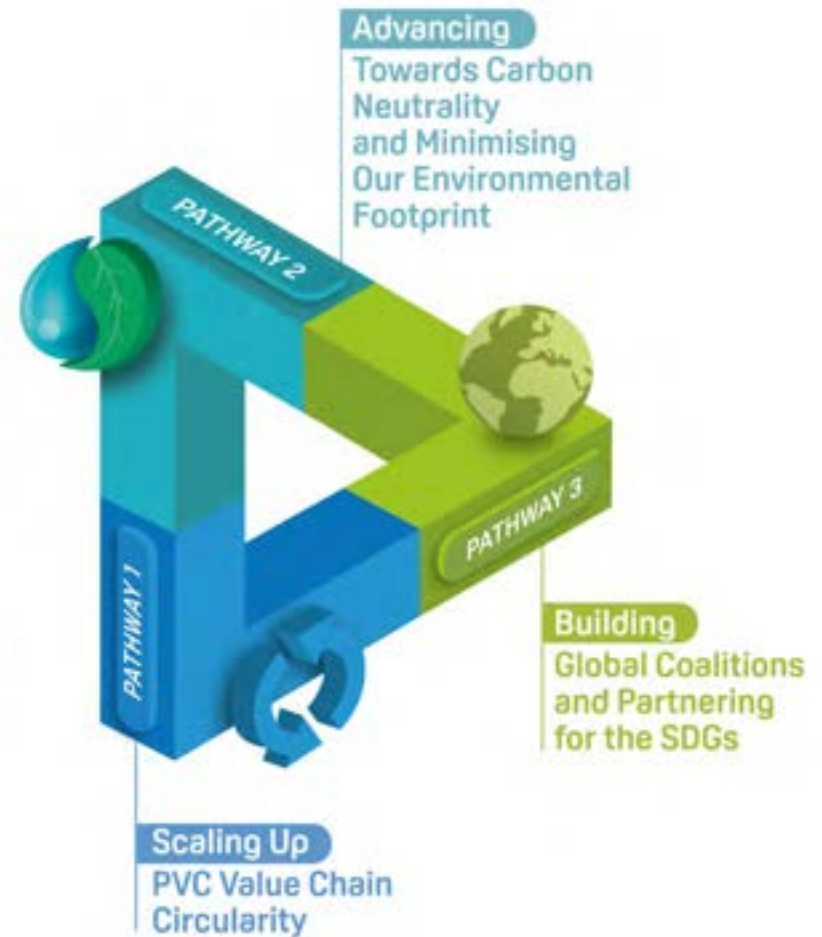 Advancing
Towards Carbon
Neutrality
and Minimising
Our Environmental
Footprint
PATHWAY 2
PATHWAY 3
PATHWAY 1
Building
Global Coalitions
and Partnering
for the SDGs
Scaling Up
PVC Value Chain
Circularity